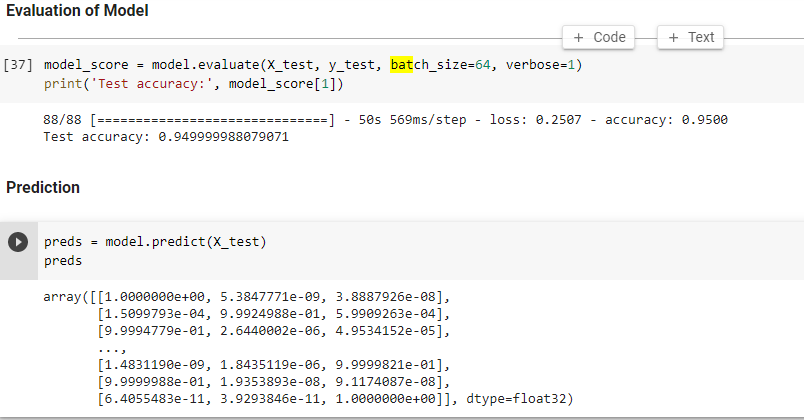 Evaluation of Model
+ Code
+ Text
[37] model_score = model.evaluate(X_test, y_test, batch_size=64, verbose=1)
print('Test accuracy:', model_score[1])
88/88 [==============================] - 50s 569ms/step - loss: 0.2507 - accuracy: 0.9500
Test accuracy: 0.949999988079071
Prediction
preds = model.predict(X_test)
preds
array([[1.0000000e+00, 5.3847771e-09, 3.8887926e-08],
[1.5099793e-04, 9.9924988e-01, 5.9909263e-04],
[9.9994779e-01, 2.6440002e-06, 4.9534152e-05],
...,
[1.4831190e-09, 1.8435119e-06, 9.9999821e-01],
[9.9999988e-01, 1.9353893e-08, 9.1174087e-08],
[6.4055483e-11, 3.9293846e-11, 1.0000000e+00]], dtype=float32)